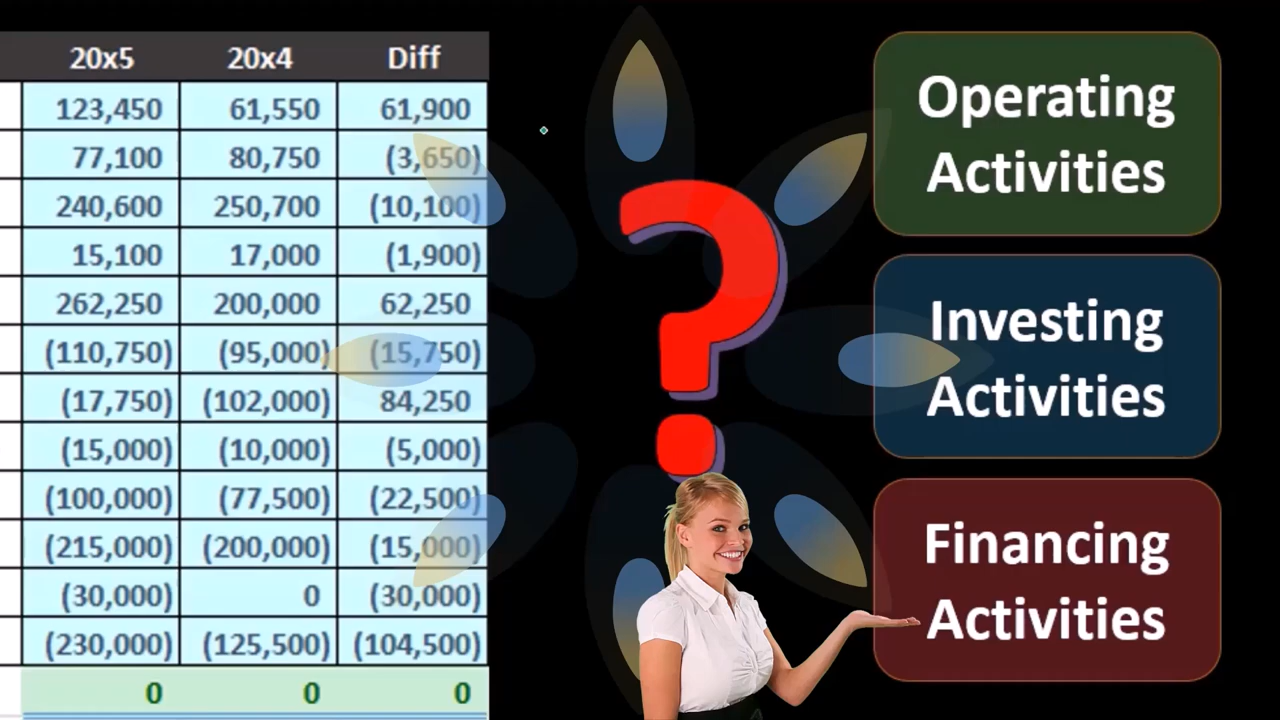 20x5 20x4 Diff
123,450 61,550 61,900
77,100 80,750 (3,650)
240,600 250,700 (10,100)
15,100 17,000 (1,900)
262,250 200,000 62,250
(110,750) (95,000) (15,750)
(17,750) (102,000) 84,250
(15,000) (10,000) (5,000)
(100,000) (77,500) (22,500)
(215,000) (200,000) (15,000)
(30,000) 0 (30,000)
(230,000) (125,500) (104,500)
0 0 0
?
Operating
Activities
Investing
Activities
Financing
Activities